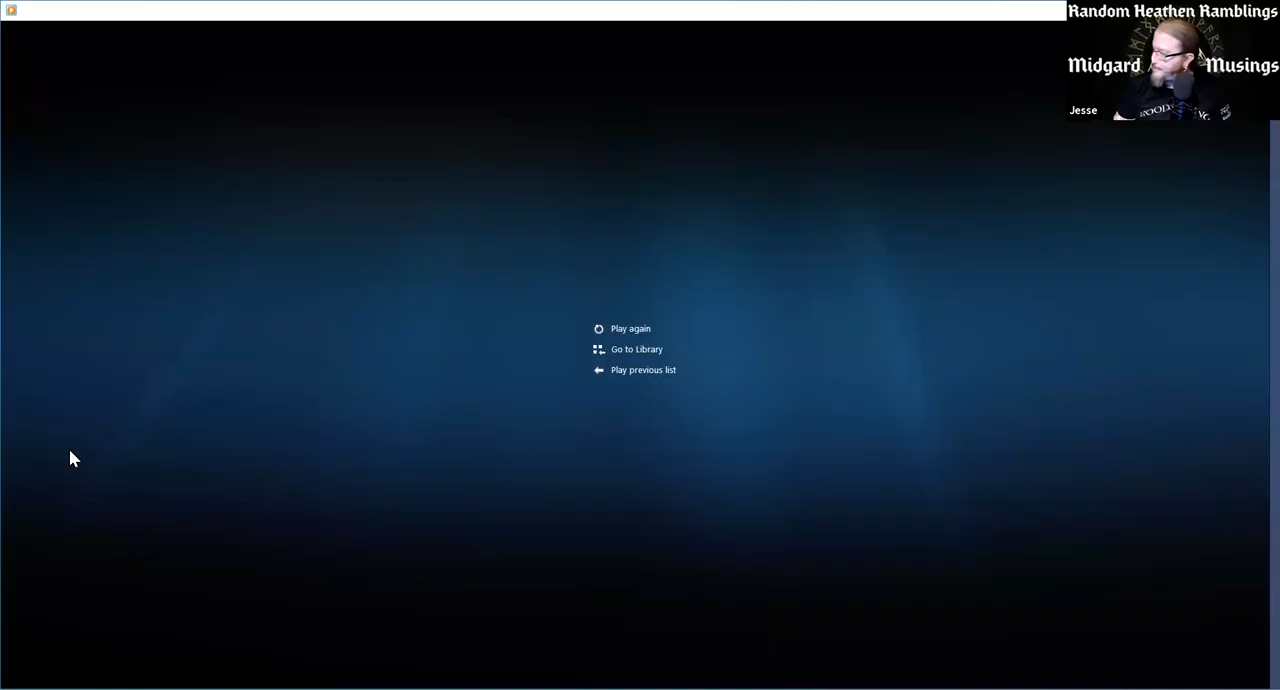 Random Heathen Ramblings
Midgard Musings
Jesse
Play again
Go to Library
Play previous list